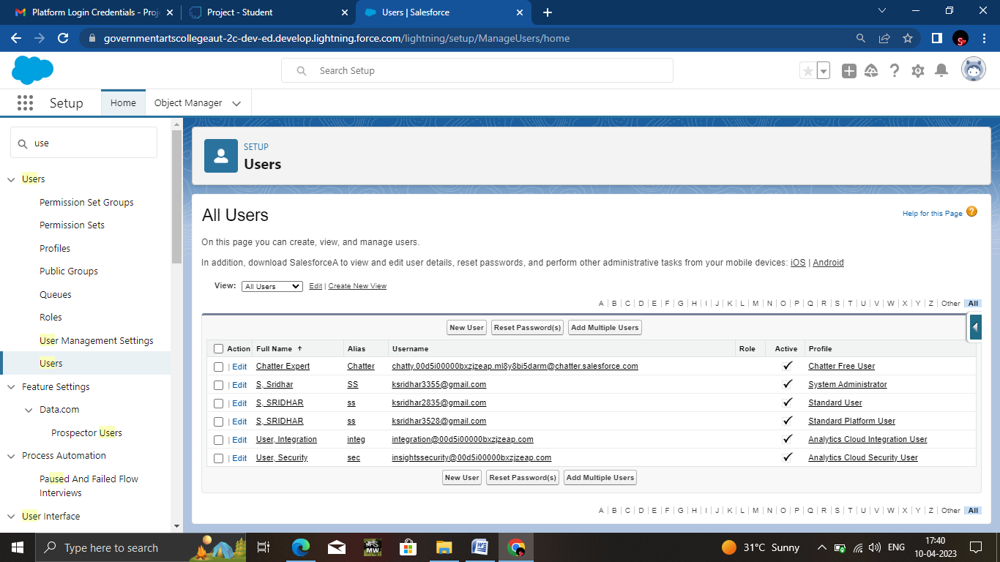 Platform Login Credentials - Proj
Project - Student
Users | Salesforce
governmentartscollegeaut-2c-dev-ed.develop.lightning.force.com/lightning/setup/ManageUsers/home
Search Setup
Setup
Home
Object Manager
use
Users
Permission Set Groups
Permission Sets
Profiles
Public Groups
Queues
Roles
User Management Settings
Users
Feature Settings
Data.com
Prospector Users
Process Automation
Paused And Failed Flow
Interviews
User Interface
SETUP
Users
All Users
Help for this Page ?
On this page you can create, view, and manage users.
In addition, download SalesforceA to view and edit user details, reset passwords, and perform other administrative tasks from your mobile devices: iOS | Android
View: All Users Edit | Create New View
A | B | C | D | E | F | G | H | I | J | K | L | M | N | O | P | Q | R | S | T | U | V | W | X | Y | Z | Other All
New User Reset Password(s) Add Multiple Users
Action Full Name ↑ Alias Username Role Active Profile
| Edit Chatter Expert Chatter chatty.00d5i00000bxzjzeap.ml8y8bi5darm@chatter.salesforce.com ✓ Chatter Free User
| Edit S, Sridhar SS ksridhar3355@gmail.com ✓ System Administrator
| Edit S, SRIDHAR ss ksridhar2835@gmail.com ✓ Standard User
| Edit S, SRIDHAR ss ksridhar3528@gmail.com ✓ Standard Platform User
| Edit User, Integration integ integration@00d5i00000bxzjzeap.com ✓ Analytics Cloud Integration User
| Edit User, Security sec insightssecurity@00d5i00000bxzjzeap.com ✓ Analytics Cloud Security User
New User Reset Password(s) Add Multiple Users
A | B | C | D | E | F | G | H | I | J | K | L | M | N | O | P | Q | R | S | T | U | V | W | X | Y | Z | Other All
Type here to search
MW
31°C Sunny
ENG
17:40
10-04-2023